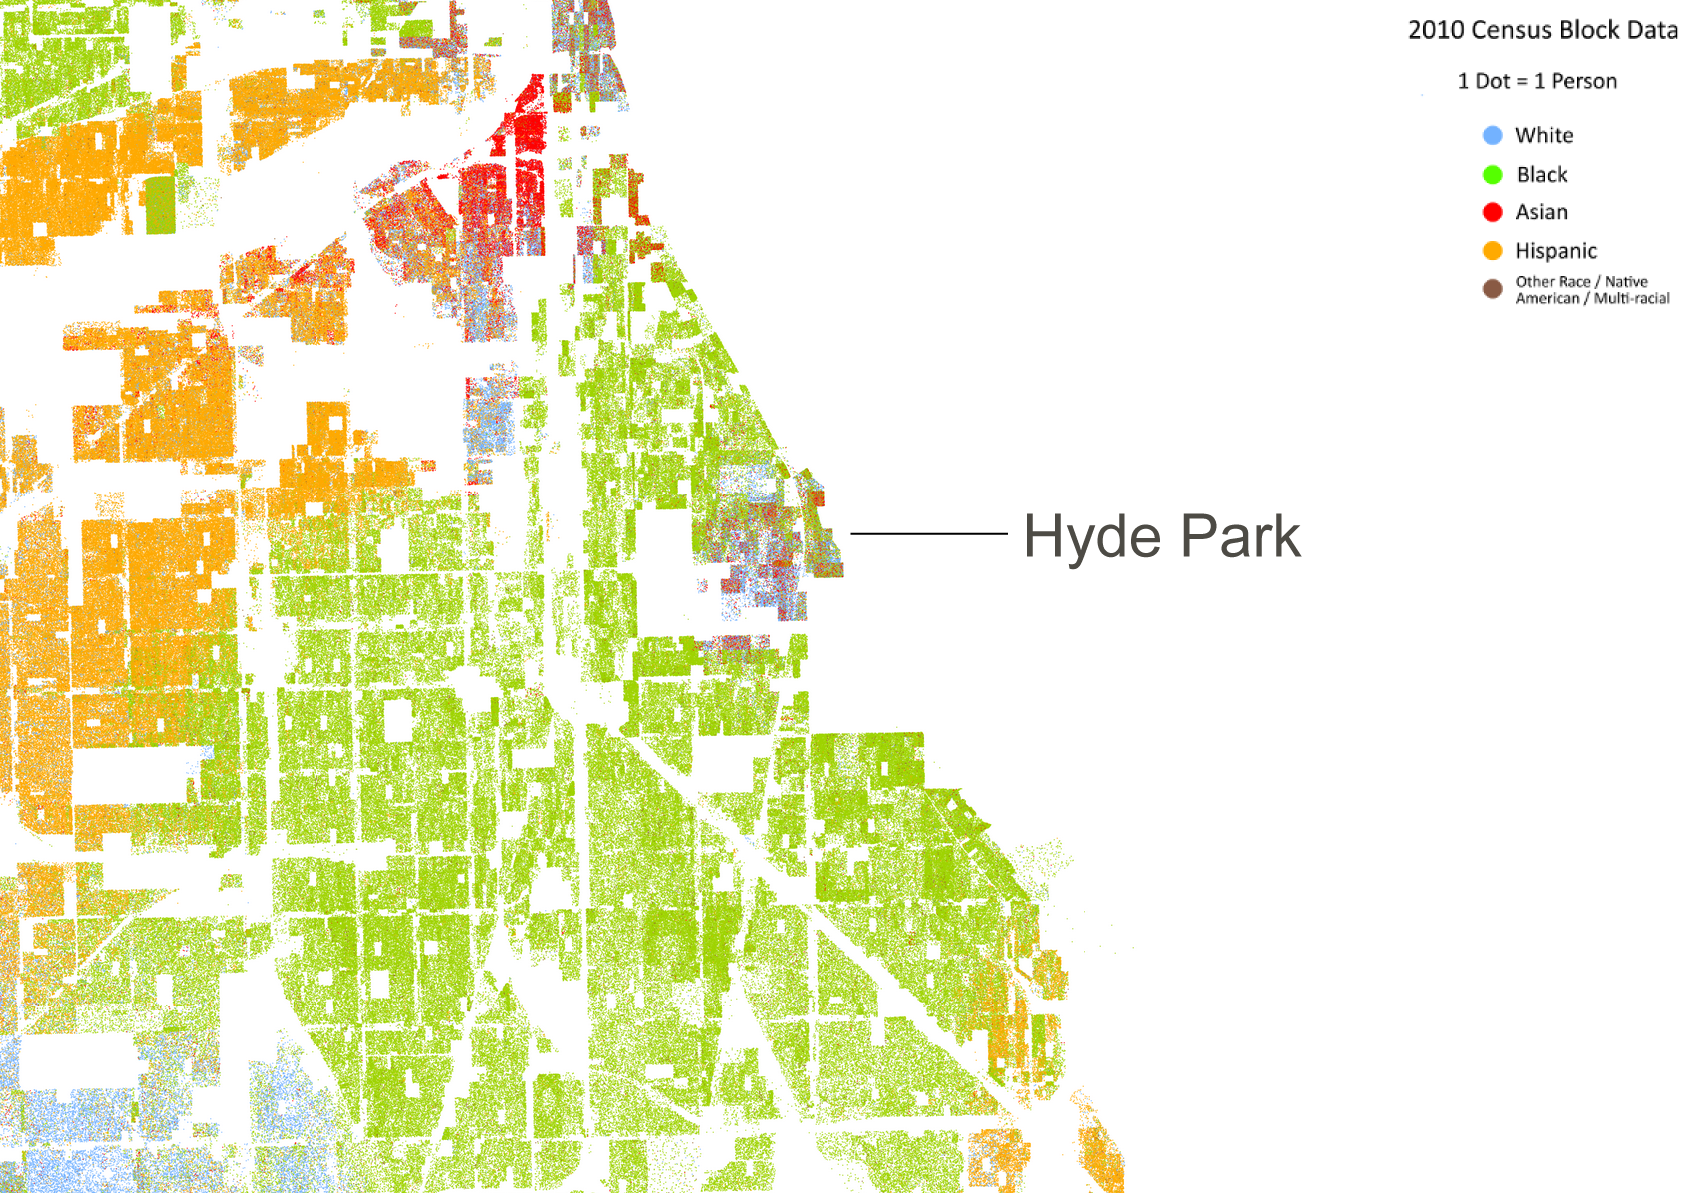 2010 Census Block Data
1 Dot = 1 Person
White
Black
Asian
Hispanic
Other Race / Native
American / Multi-racial
Hyde Park